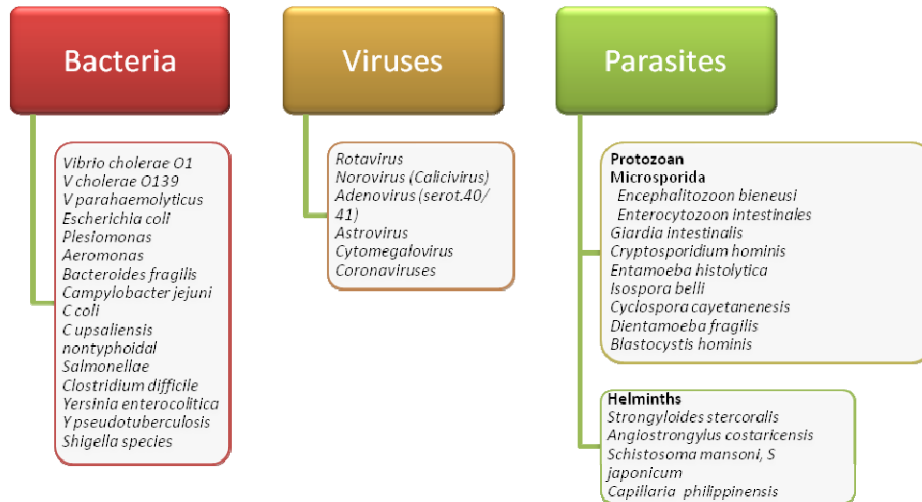 Bacteria
Vibrio cholerae O1
V cholerae O139
V parahaemolyticus
Escherichia coli
Plesiomonas
Aeromonas
Bacteroides fragilis
Campylobacter jejuni
C coli
C upsaliensis
nontyphoidal
Salmonellae
Clostridium difficile
Yersinia enterocolitica
Y pseudotuberculosis
Shigella species
Viruses
Rotavirus
Norovirus (Calicivirus)
Adenovirus (serot.40/
41)
Astrovirus
Cytomegalovirus
Coronaviruses
Parasites
Protozoan
Microsporida
Encephalitozoon bieneusi
Enterocytozoon intestinales
Giardia intestinalis
Cryptosporidium hominis
Entamoeba histolytica
Isospora belli
Cyclospora cayetanenesis
Dientamoeba fragilis
Blastocystis hominis
Helminths
Strongyloides stercoralis
Angiostrongylus costaricensis
Schistosoma mansoni, S
japonicum
Capillaria philippinensis